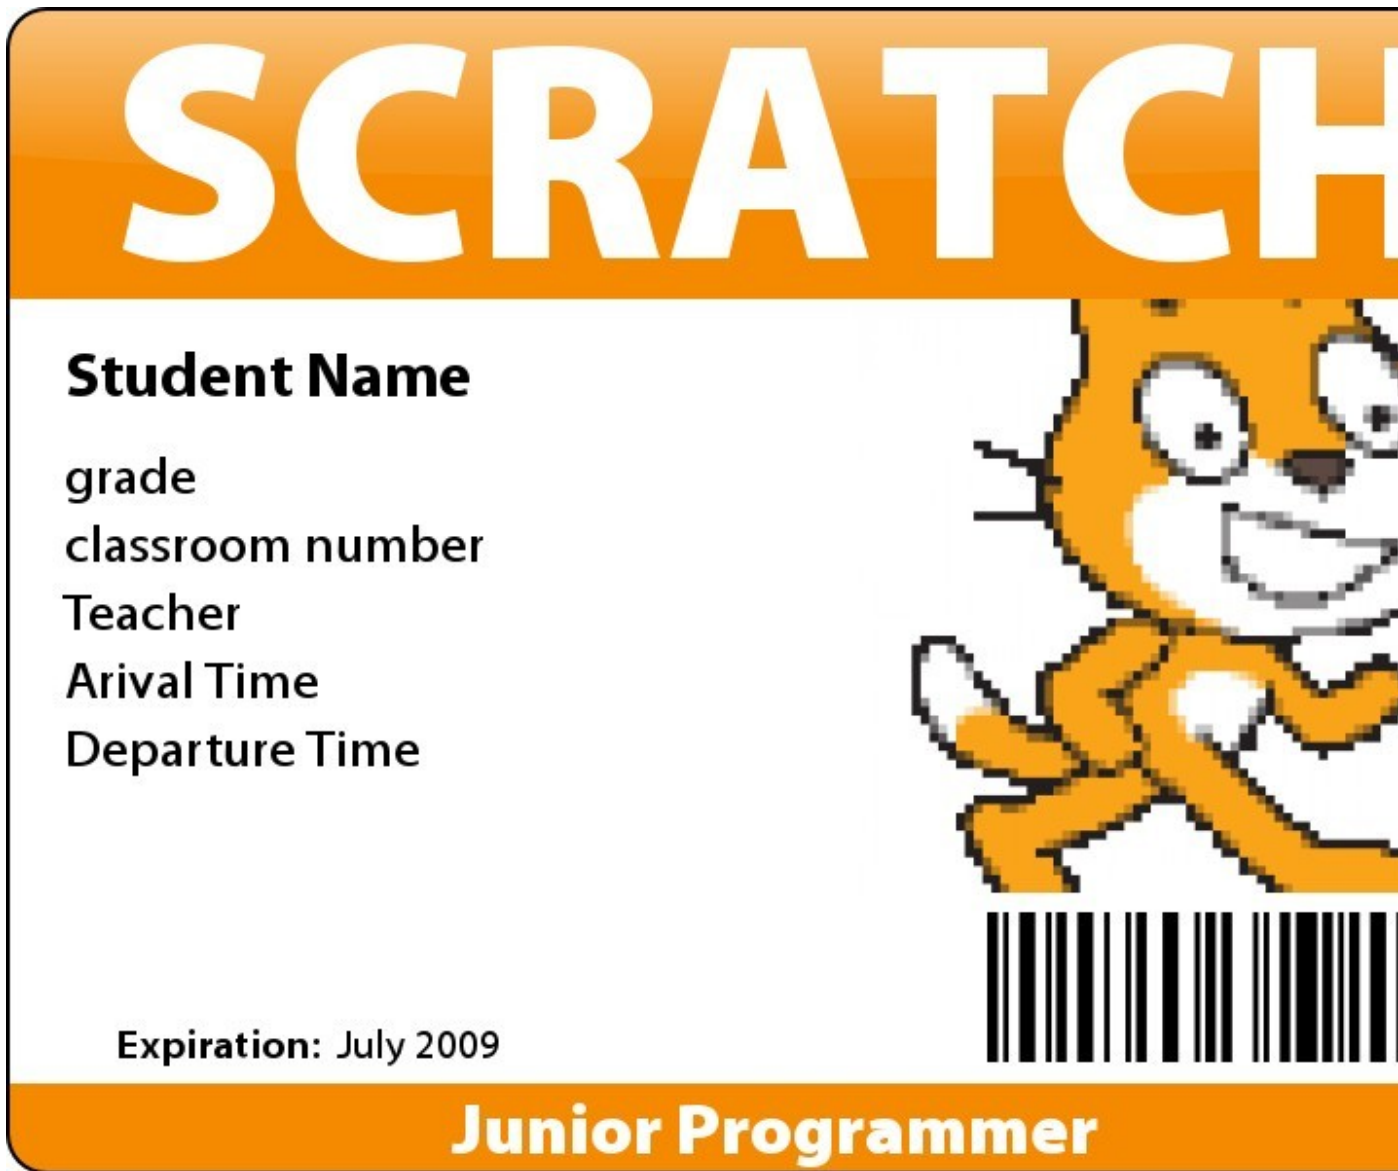 SCRATCH
Student Name
grade
classroom number
Teacher
Arival Time
Departure Time
Expiration: July 2009
Junior Programmer